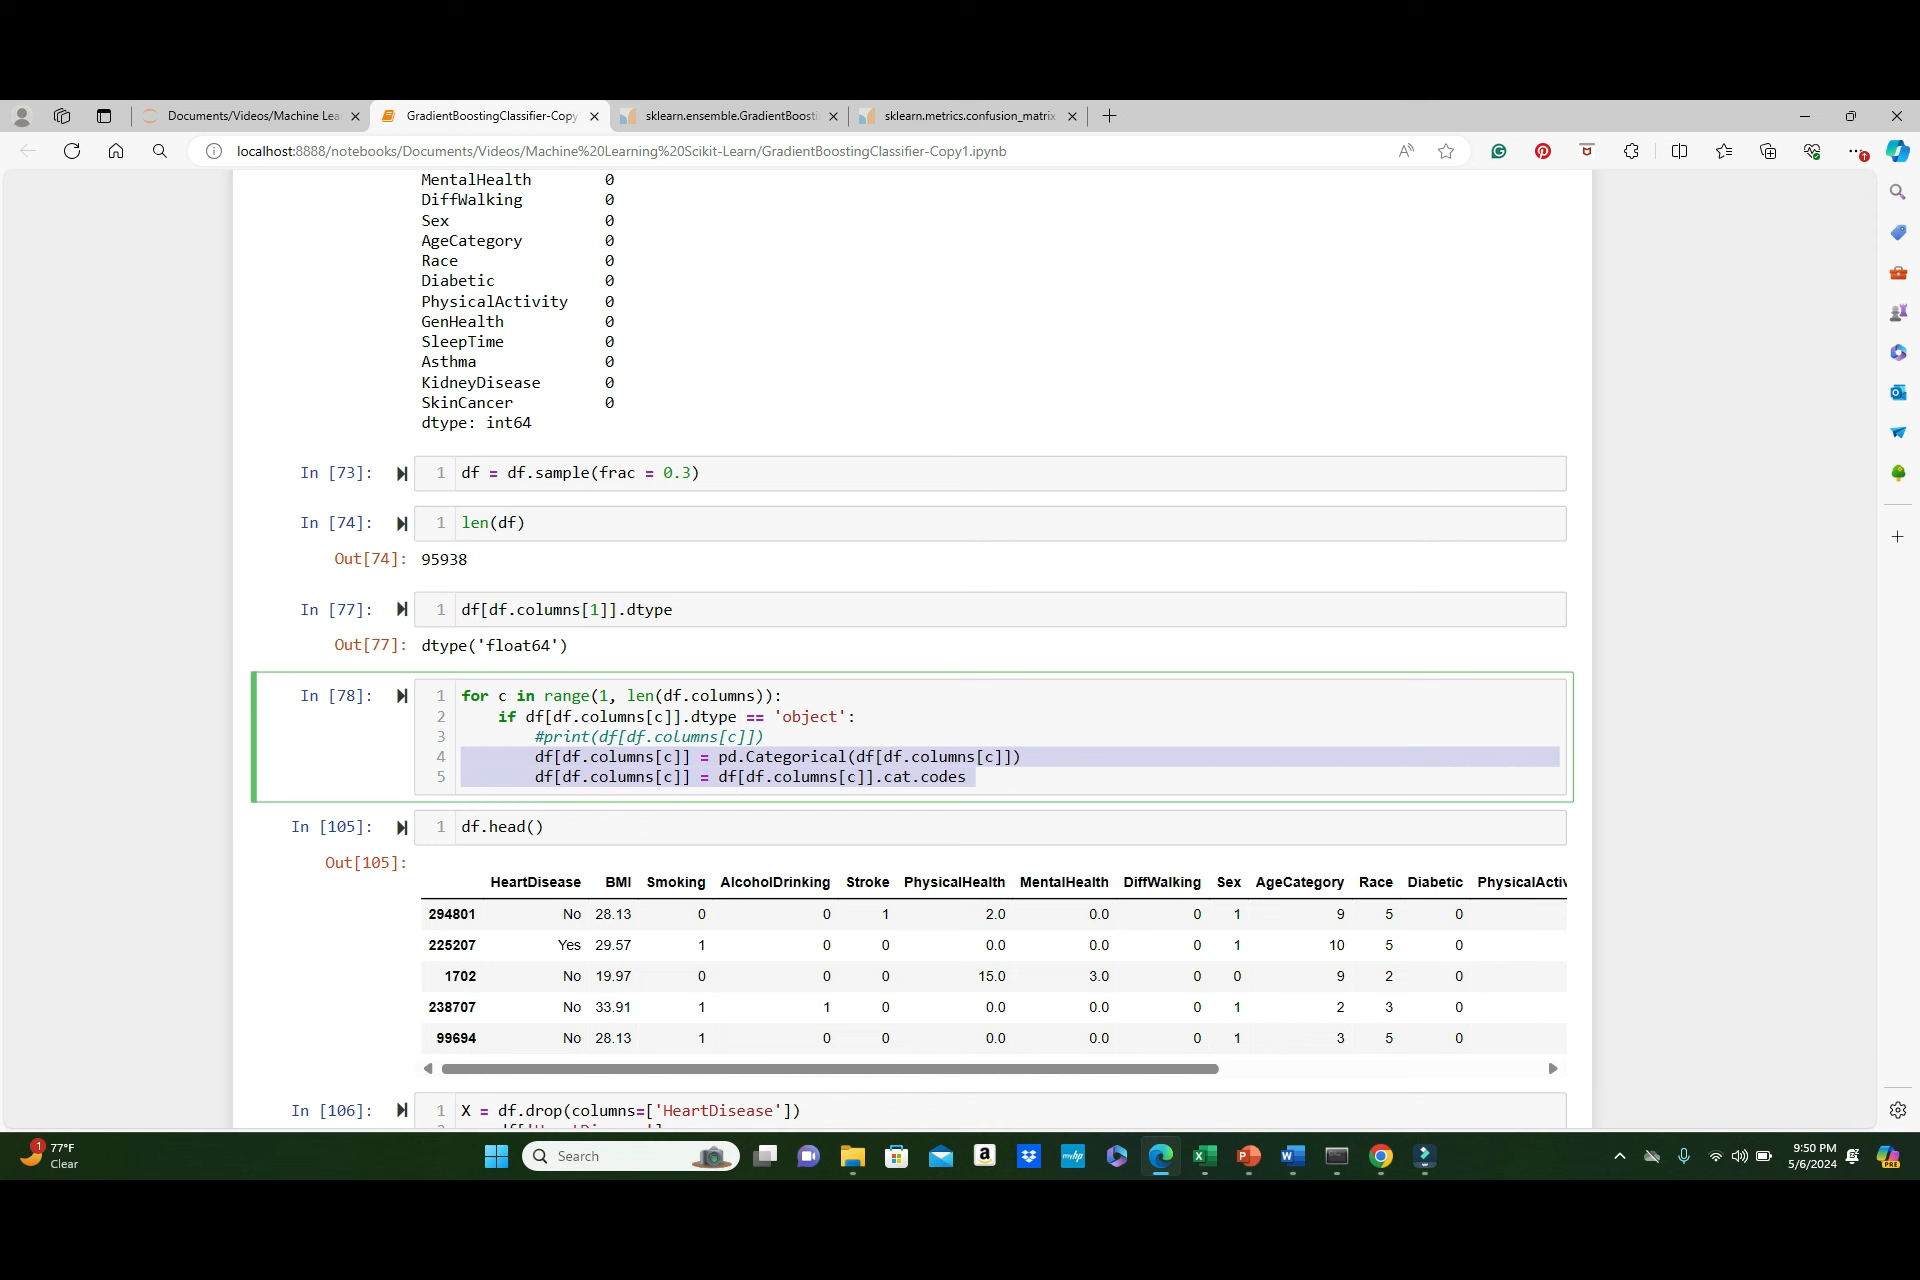 Documents/Videos/Machine Lea
GradientBoostingClassifier-Copy
sklearn.ensemble.GradientBoosti
sklearn.metrics.confusion_matrix
localhost:8888/notebooks/Documents/Videos/Machine%20Learning%20Scikit-Learn/GradientBoostingClassifier-Copy1.ipynb
MentalHealth 0
DiffWalking 0
Sex 0
AgeCategory 0
Race 0
Diabetic 0
PhysicalActivity 0
GenHealth 0
SleepTime 0
Asthma 0
KidneyDisease 0
SkinCancer 0
dtype: int64
In [73]: 1 df = df.sample(frac = 0.3)
In [74]: 1 len(df)
Out[74]: 95938
In [77]: 1 df[df.columns[1]].dtype
Out[77]: dtype('float64')
In [78]: 1 for c in range(1, len(df.columns)):
2 if df[df.columns[c]].dtype == 'object':
3 #print(df[df.columns[c]])
4 df[df.columns[c]] = pd.Categorical(df[df.columns[c]])
5 df[df.columns[c]] = df[df.columns[c]].cat.codes
In [105]: 1 df.head()
Out[105]:
HeartDisease BMI Smoking AlcoholDrinking Stroke PhysicalHealth MentalHealth DiffWalking Sex AgeCategory Race Diabetic PhysicalActiv
294801 No 28.13 0 0 1 2.0 0.0 0 1 9 5 0
225207 Yes 29.57 1 0 0 0.0 0.0 0 1 10 5 0
1702 No 19.97 0 0 0 15.0 3.0 0 0 9 2 0
238707 No 33.91 1 1 0 0.0 0.0 0 1 2 3 0
99694 No 28.13 1 0 0 0.0 0.0 0 1 3 5 0
In [106]: 1 X = df.drop(columns=['HeartDisease'])
1 77°F
Clear
Search
9:50 PM
5/6/2024